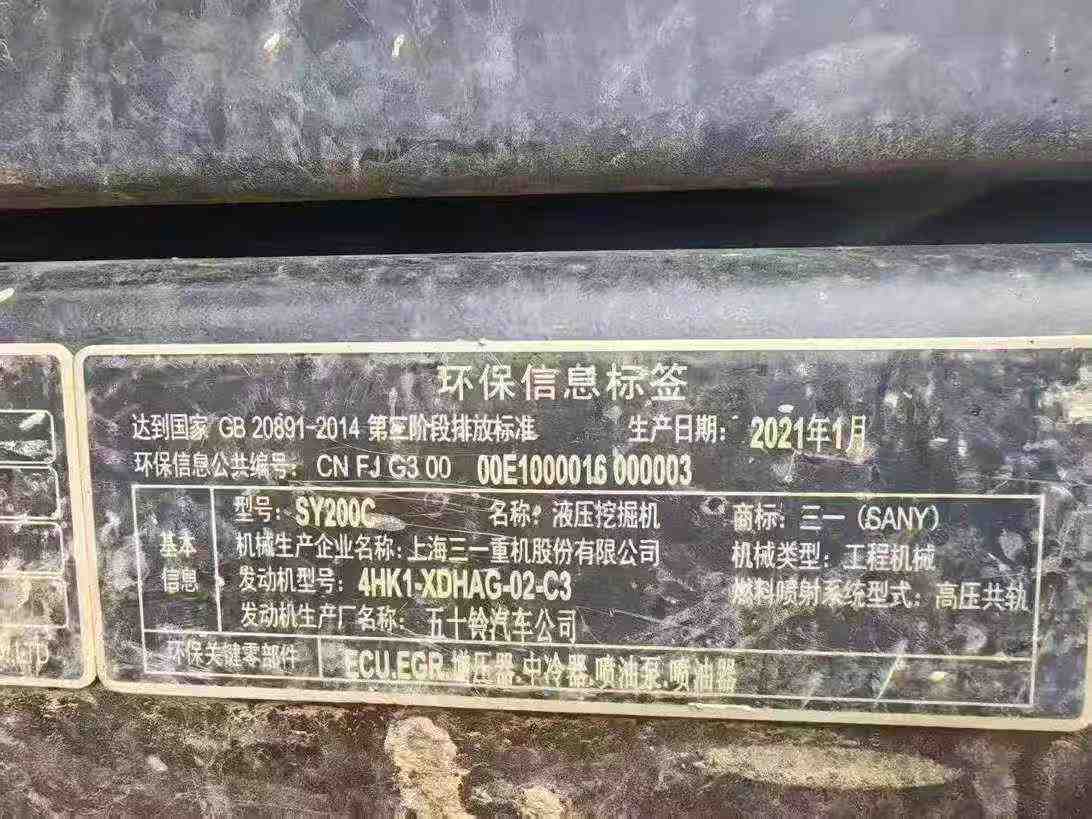 环保信息标签
达到国家 GB 20891-2014 第三阶段排放标准 生产日期： 2021年1月
环保信息公共编号： CN FJ G3 00 00E1000016 000003
基本信息
型号：SY200C 名称：液压挖掘机 商标：三一（SANY）
机械生产企业名称：上海三一重机股份有限公司 机械类型：工程机械
发动机型号：4HK1-XDHAG-02-C3 燃料喷射系统型式：高压共轨
发动机生产厂名称： 五十铃汽车公司
环保关键零部件 ECU.EGR.增压器.中冷器.喷油泵.喷油器
LTD